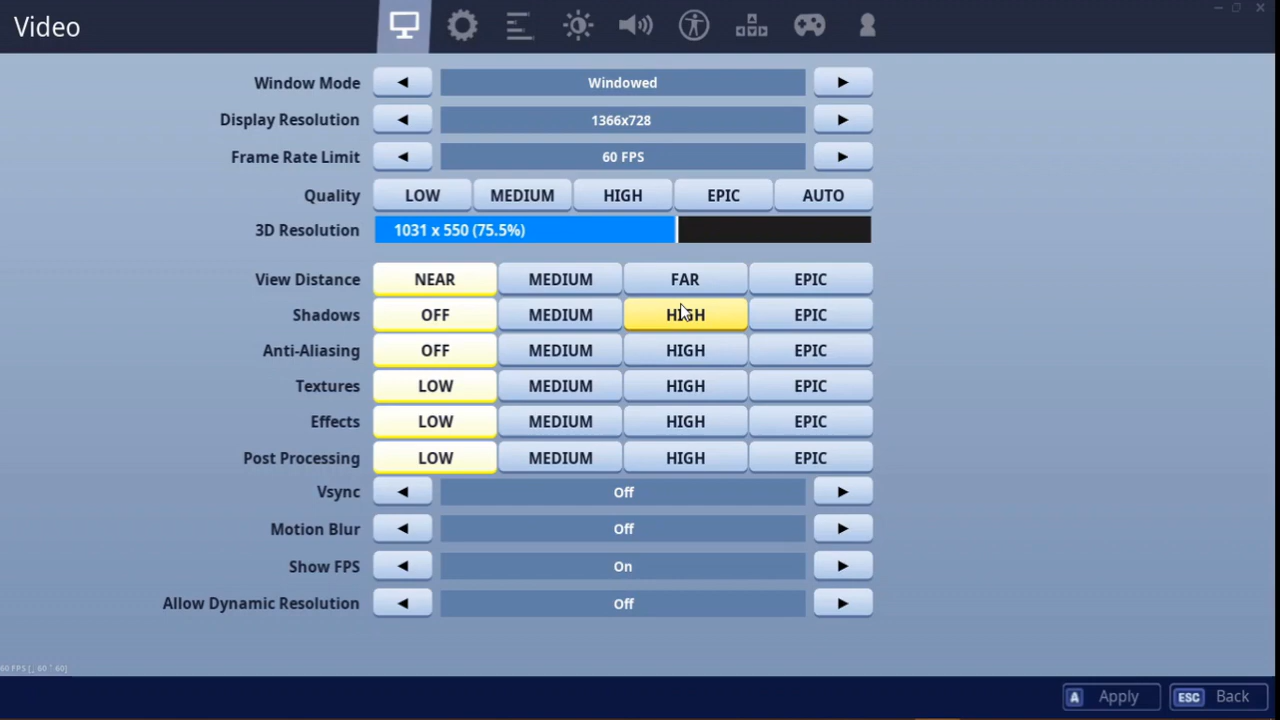 Video
Window Mode ◄ Windowed ►
Display Resolution ◄ 1366x728 ►
Frame Rate Limit ◄ 60 FPS ►
Quality LOW MEDIUM HIGH EPIC AUTO
3D Resolution 1031 x 550 (75.5%)
View Distance NEAR MEDIUM FAR EPIC
Shadows OFF MEDIUM HIGH EPIC
Anti-Aliasing OFF MEDIUM HIGH EPIC
Textures LOW MEDIUM HIGH EPIC
Effects LOW MEDIUM HIGH EPIC
Post Processing LOW MEDIUM HIGH EPIC
Vsync ◄ Off ►
Motion Blur ◄ Off ►
Show FPS ◄ On ►
Allow Dynamic Resolution ◄ Off ►
60 FPS
A Apply ESC Back